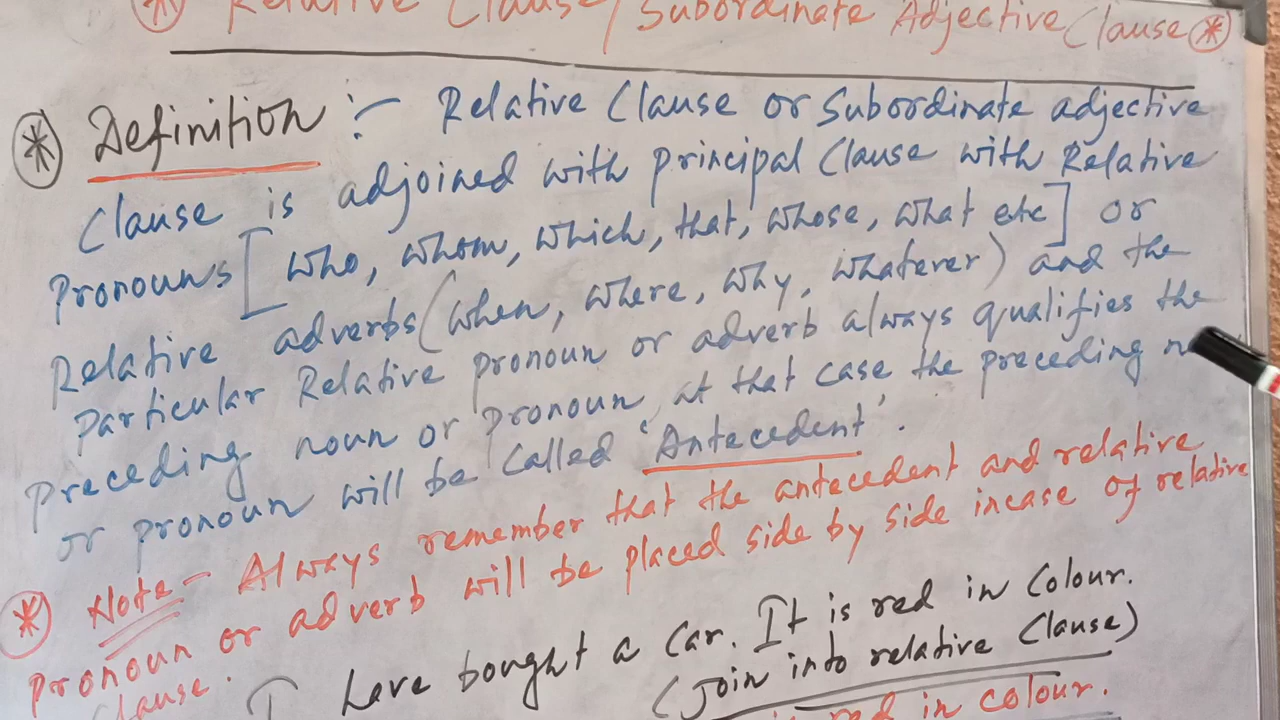 * Relative Clause / Subordinate Adjective Clause *
* Definition :- Relative Clause or Subordinate adjective
Clause is adjoined with principal Clause with Relative
Pronouns [who, whom, which, that, whose, what etc] or
Relative adverbs (when, where, why, whatever) and the
particular Relative pronoun or adverb always qualifies the
preceding noun or pronoun, at that case the preceding
or pronoun will be called 'Antecedent'.
* Note - Always remember that the antecedent and relative
pronoun or adverb will be placed side by side incase of relative
clause.
I have bought a car. It is red in colour.
(Join into relative clause)
is red in colour.